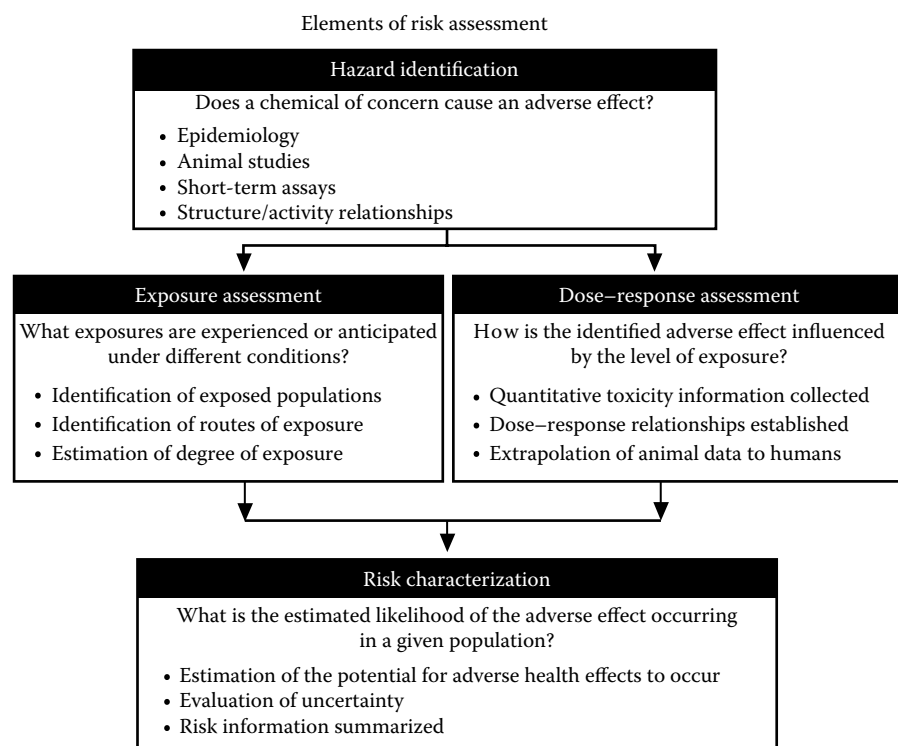 Elements of risk assessment
Hazard identification
Does a chemical of concern cause an adverse effect?
• Epidemiology
• Animal studies
• Short-term assays
• Structure/activity relationships
Exposure assessment
What exposures are experienced or anticipated
under different conditions?
• Identification of exposed populations
• Identification of routes of exposure
• Estimation of degree of exposure
Dose–response assessment
How is the identified adverse effect influenced
by the level of exposure?
• Quantitative toxicity information collected
• Dose–response relationships established
• Extrapolation of animal data to humans
Risk characterization
What is the estimated likelihood of the adverse effect occurring
in a given population?
• Estimation of the potential for adverse health effects to occur
• Evaluation of uncertainty
• Risk information summarized